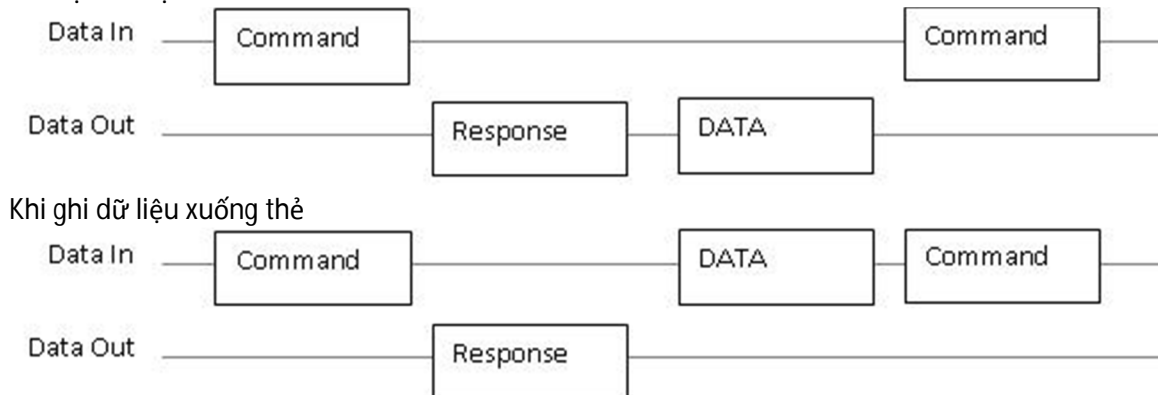 Data In Command Command
Data Out Response DATA
Khi ghi dữ liệu xuống thẻ
Data In Command DATA Command
Data Out Response